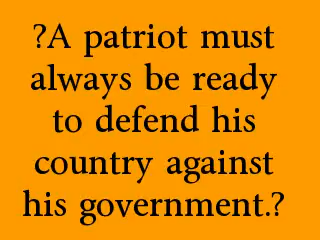 ?A patriot must
always be ready
to defend his
country against
his government.?